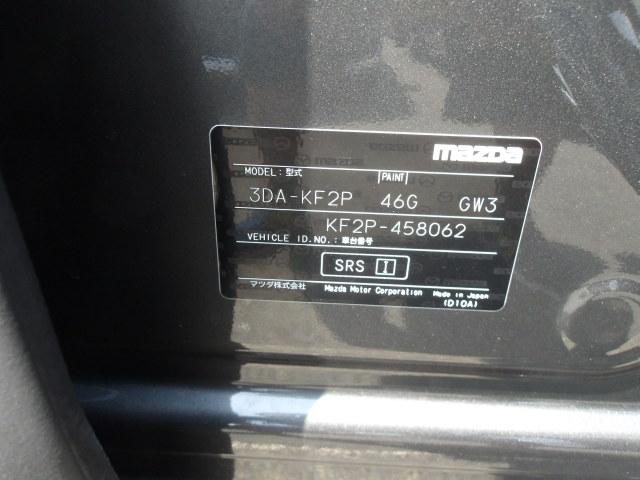 mazda
MODEL: 型式 PAINT
3DA-KF2P 46G GW3
KF2P-458062
VEHICLE ID.NO.: 車台番号
SRS I
マツダ株式会社 Mazda Motor Corporation Made in Japan
(D10A)